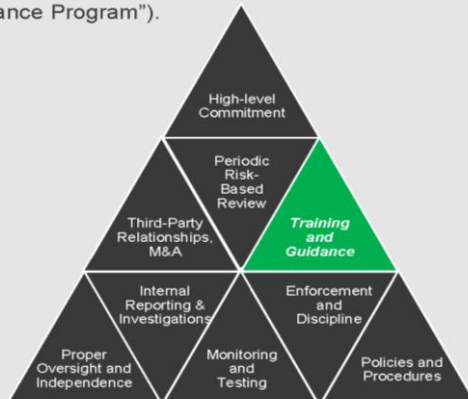 ance Program”).
High-level
Commitment
Periodic
Risk-
Based
Review
Third-Party
Relationships,
M&A
Training
and
Guidance
Internal
Reporting &
Investigations
Enforcement
and
Discipline
Proper
Oversight and
Independence
Monitoring
and
Testing
Policies and
Procedures